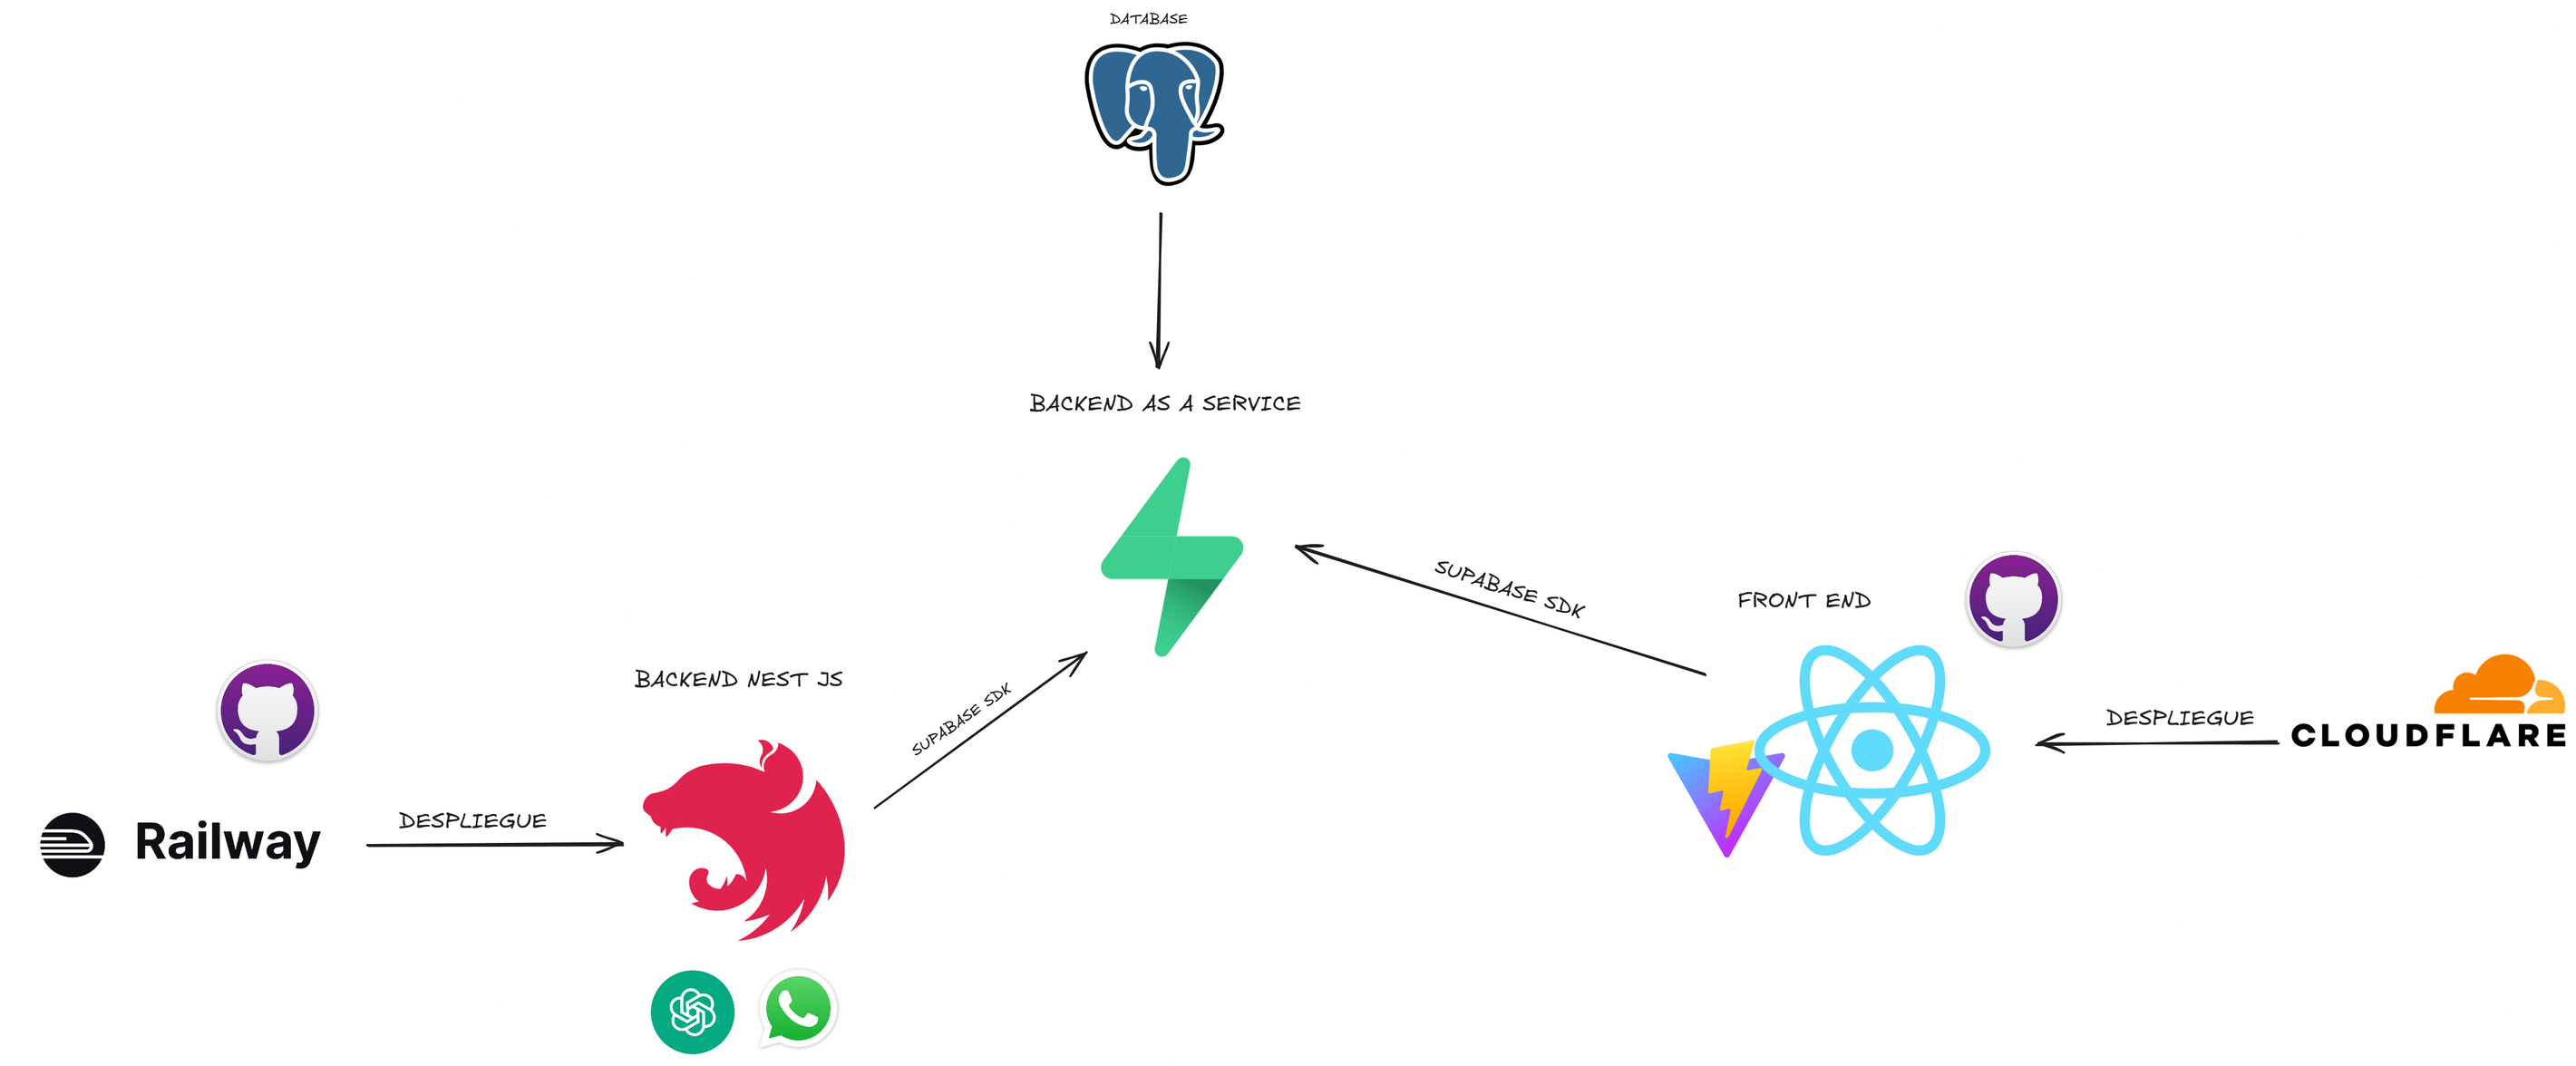 DATABASE
BACKEND AS A SERVICE
SUPABASE SDK
FRONT END
BACKEND NEST JS
SUPABASE SDK
DESPLIEGUE
CLOUDFLARE
Railway
DESPLIEGUE